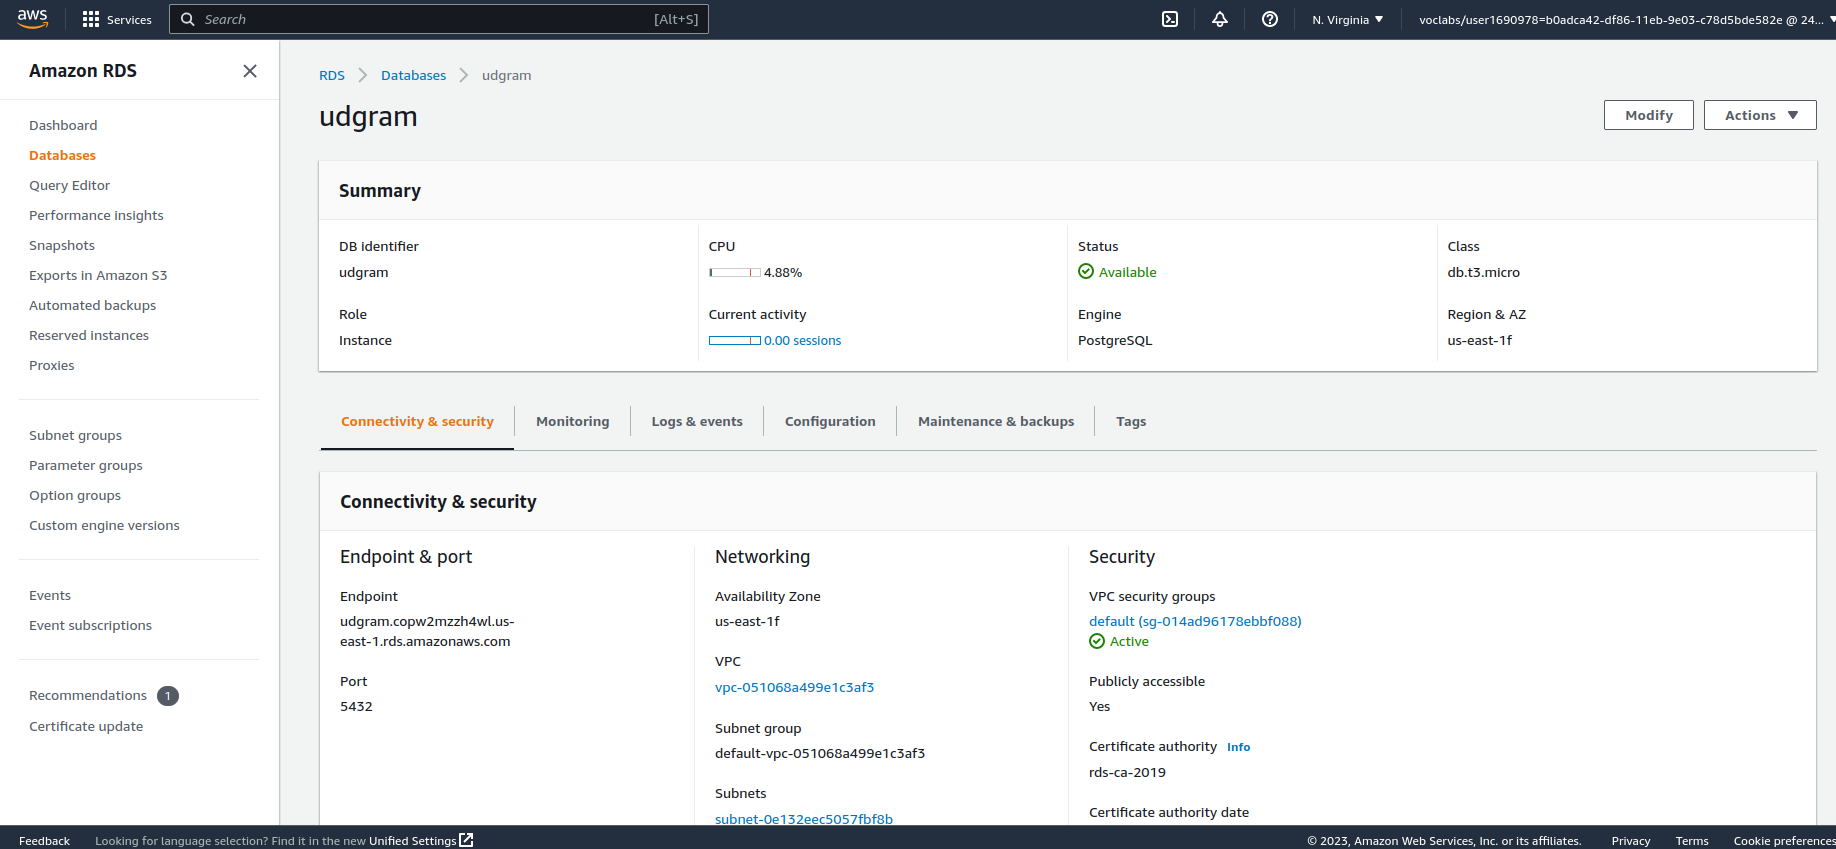 aws
Services
Search
[Alt+S]
N. Virginia
voclabs/user1690978=b0adca42-df86-11eb-9e03-c78d5bde582e @ 24...
Amazon RDS
Dashboard
Databases
Query Editor
Performance insights
Snapshots
Exports in Amazon S3
Automated backups
Reserved instances
Proxies
Subnet groups
Parameter groups
Option groups
Custom engine versions
Events
Event subscriptions
Recommendations 1
Certificate update
RDS > Databases > udgram
udgram
Modify
Actions
Summary
DB identifier
udgram
CPU
4.88%
Status
Available
Class
db.t3.micro
Role
Instance
Current activity
0.00 sessions
Engine
PostgreSQL
Region & AZ
us-east-1f
Connectivity & security
Monitoring
Logs & events
Configuration
Maintenance & backups
Tags
Connectivity & security
Endpoint & port
Endpoint
udgram.copw2mzzh4wl.us-
east-1.rds.amazonaws.com
Port
5432
Networking
Availability Zone
us-east-1f
VPC
vpc-051068a499e1c3af3
Subnet group
default-vpc-051068a499e1c3af3
Subnets
subnet-0e132eec5057fbf8b
Security
VPC security groups
default (sg-014ad96178ebbf088)
Active
Publicly accessible
Yes
Certificate authority Info
rds-ca-2019
Certificate authority date
Feedback
Looking for language selection? Find it in the new Unified Settings
© 2023, Amazon Web Services, Inc. or its affiliates.
Privacy
Terms
Cookie preferences